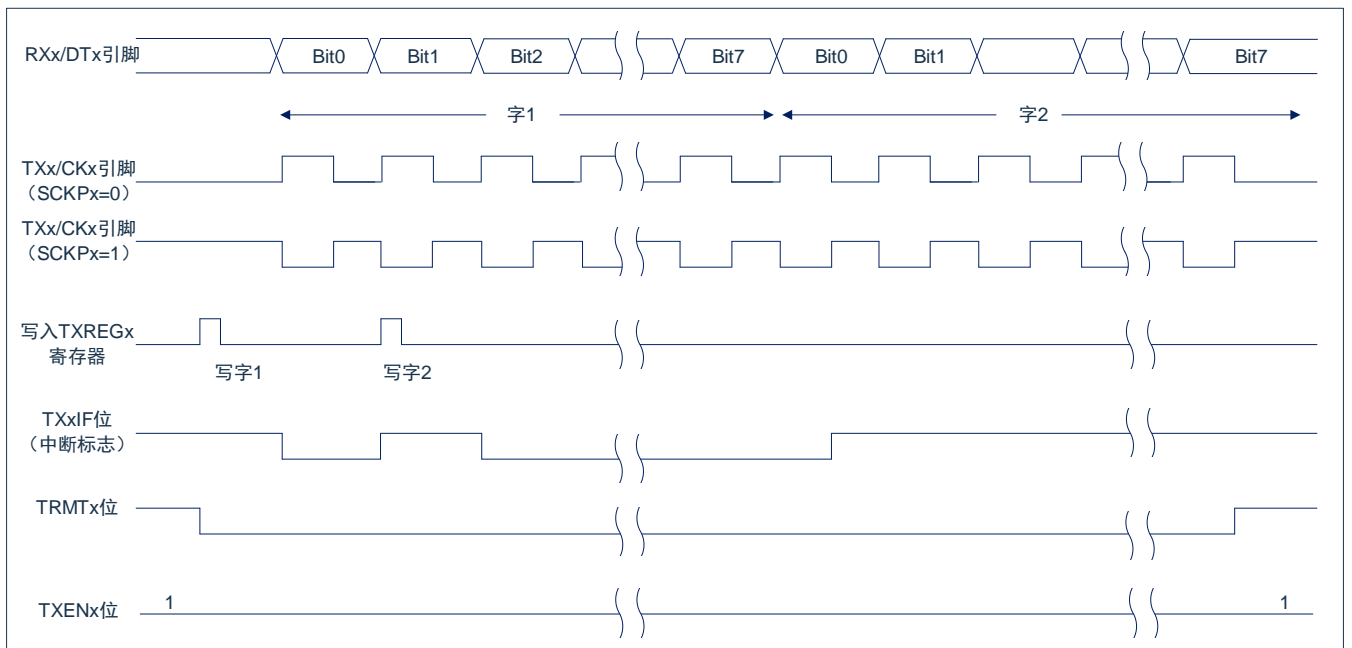 RXx/DTx引脚
Bit0 Bit1 Bit2 Bit7 Bit0 Bit1 Bit7
字1 字2
TXx/CKx引脚
（SCKPx=0）
TXx/CKx引脚
（SCKPx=1）
写入TXREGx
寄存器
写字1 写字2
TXxIF位
（中断标志）
TRMTx位
TXENx位 1 1